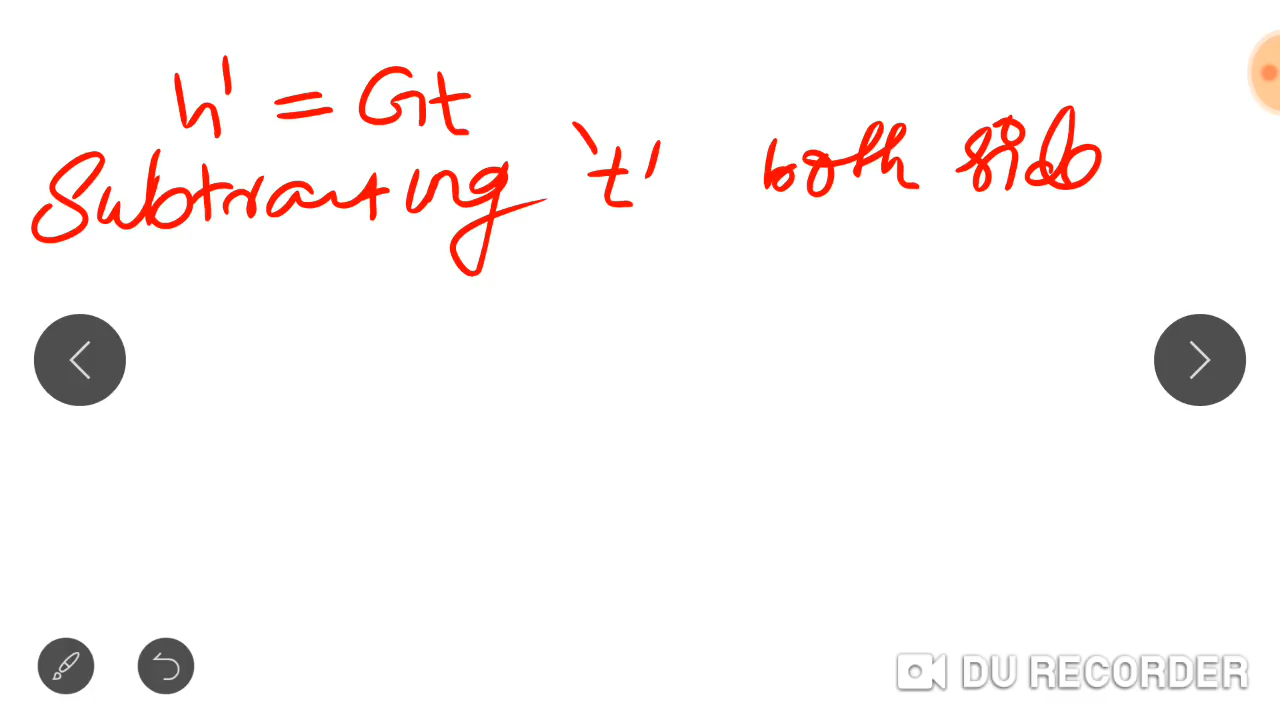 h' = Gt
Subtracting 't' both side
DU RECORDER